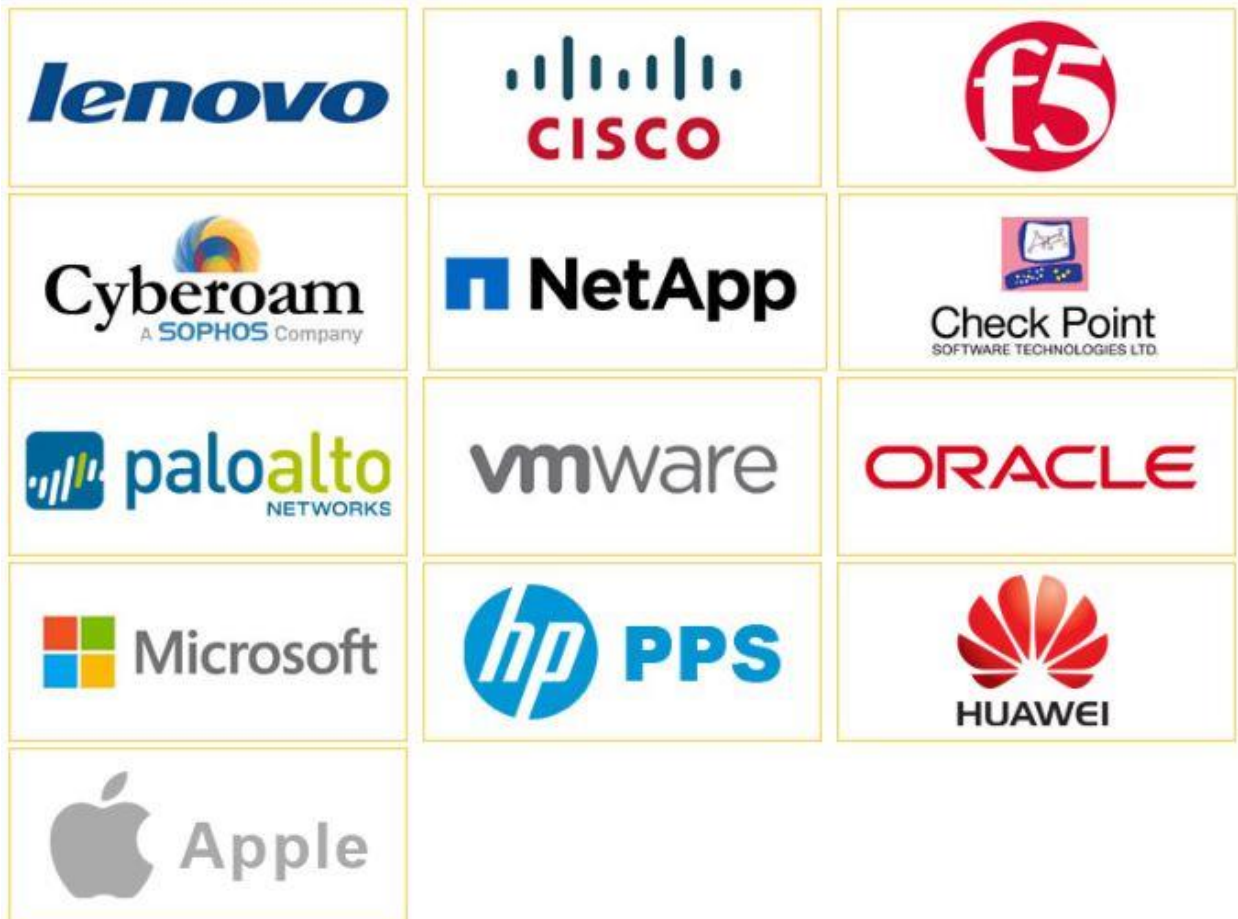 lenovo
CISCO
f5
Cyberoam
A SOPHOS Company
NetApp
Check Point
SOFTWARE TECHNOLOGIES LTD.
paloalto
NETWORKS
vmware
ORACLE
Microsoft
hp PPS
HUAWEI
Apple